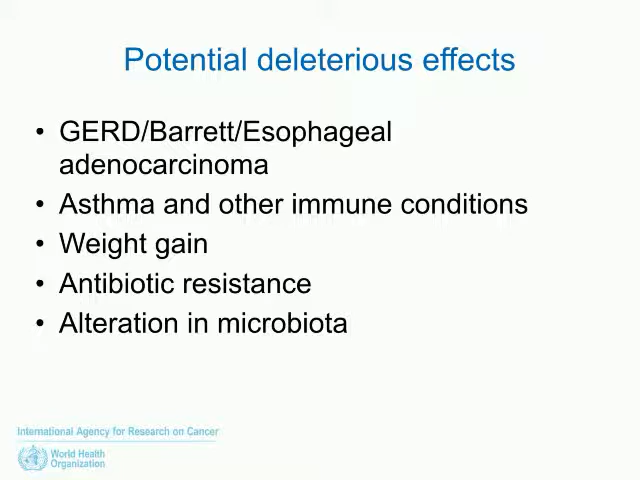 Potential deleterious effects
• GERD/Barrett/Esophageal
adenocarcinoma
• Asthma and other immune conditions
• Weight gain
• Antibiotic resistance
• Alteration in microbiota
International Agency for Research on Cancer
World Health
Organization